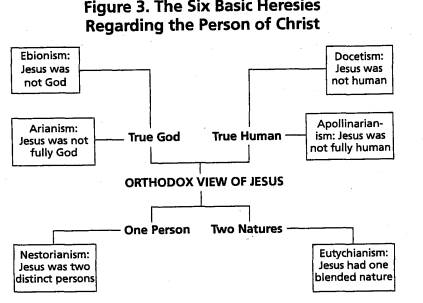 Figure 3. The Six Basic Heresies
Regarding the Person of Christ
Ebionism:
Jesus was
not God
Docetism:
Jesus was
not human
Arianism:
Jesus was not
fully God
True God
True Human
Apollinarian-
ism: Jesus was
not fully human
ORTHODOX VIEW OF JESUS
One Person
Two Natures
Nestorianism:
Jesus was two
distinct persons
Eutychianism:
Jesus had one
blended nature